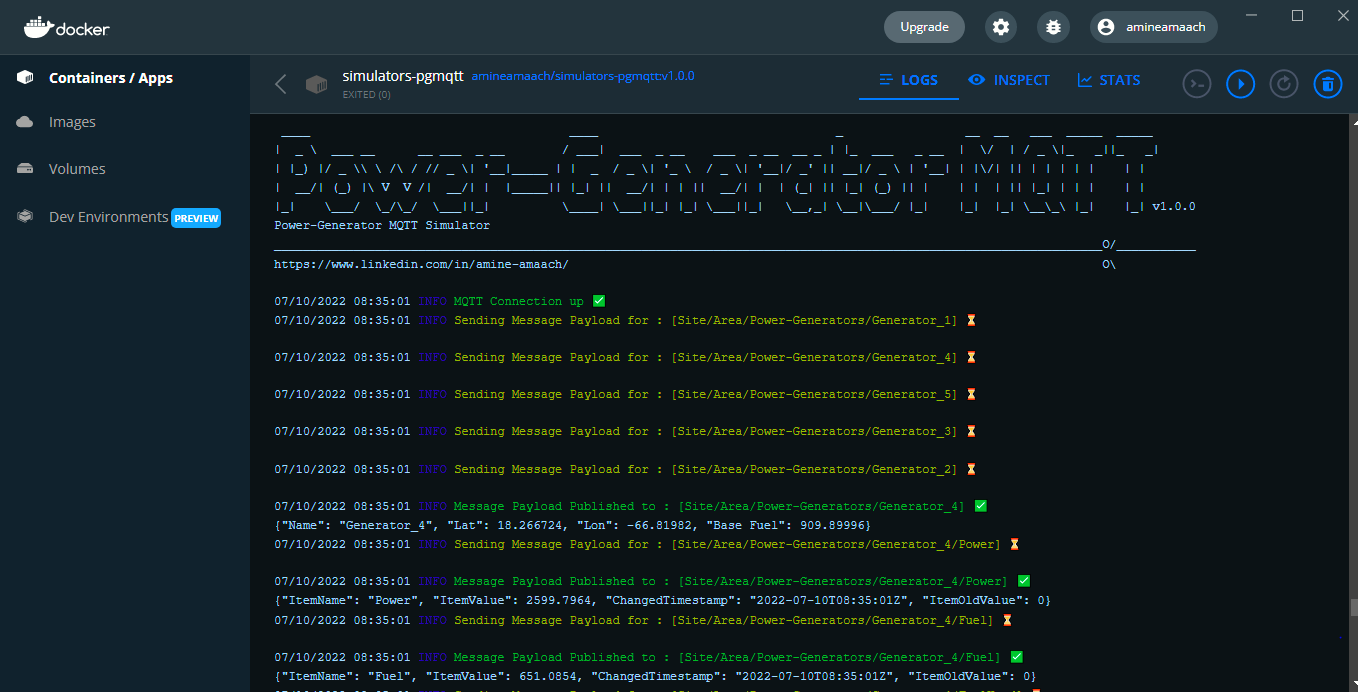 docker
Upgrade
amineamaach
Containers / Apps
Images
Volumes
Dev Environments PREVIEW
simulators-pgmqtt amineamaach/simulators-pgmqtt:v1.0.0
EXITED (0)
LOGS
INSPECT
STATS
Power-Generator MQTT v1.0.0
Power-Generator MQTT Simulator
https://www.linkedin.com/in/amine-amaach/
07/10/2022 08:35:01 INFO MQTT Connection up ✅
07/10/2022 08:35:01 INFO Sending Message Payload for : [Site/Area/Power-Generators/Generator_1] ⌛
07/10/2022 08:35:01 INFO Sending Message Payload for : [Site/Area/Power-Generators/Generator_4] ⌛
07/10/2022 08:35:01 INFO Sending Message Payload for : [Site/Area/Power-Generators/Generator_5] ⌛
07/10/2022 08:35:01 INFO Sending Message Payload for : [Site/Area/Power-Generators/Generator_3] ⌛
07/10/2022 08:35:01 INFO Sending Message Payload for : [Site/Area/Power-Generators/Generator_2] ⌛
07/10/2022 08:35:01 INFO Message Payload Published to : [Site/Area/Power-Generators/Generator_4] ✅
{"Name": "Generator_4", "Lat": 18.266724, "Lon": -66.81982, "Base Fuel": 909.89996}
07/10/2022 08:35:01 INFO Sending Message Payload for : [Site/Area/Power-Generators/Generator_4/Power] ⌛
07/10/2022 08:35:01 INFO Message Payload Published to : [Site/Area/Power-Generators/Generator_4/Power] ✅
{"ItemName": "Power", "ItemValue": 2599.7964, "ChangedTimestamp": "2022-07-10T08:35:01Z", "ItemOldValue": 0}
07/10/2022 08:35:01 INFO Sending Message Payload for : [Site/Area/Power-Generators/Generator_4/Fuel] ⌛
07/10/2022 08:35:01 INFO Message Payload Published to : [Site/Area/Power-Generators/Generator_4/Fuel] ✅
{"ItemName": "Fuel", "ItemValue": 651.0854, "ChangedTimestamp": "2022-07-10T08:35:01Z", "ItemOldValue": 0}